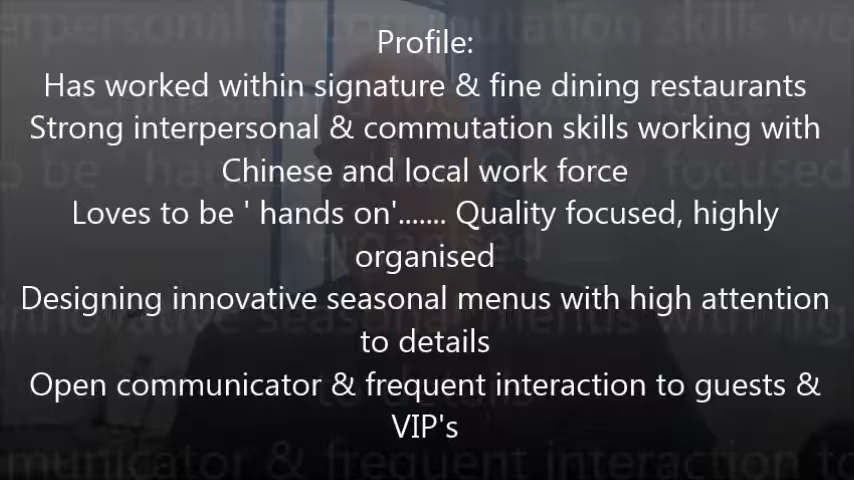 Profile:
Has worked within signature & fine dining restaurants
Strong interpersonal & commutation skills working with
Chinese and local work force
Loves to be ' hands on'....... Quality focused, highly
organised
Designing innovative seasonal menus with high attention
to details
Open communicator & frequent interaction to guests &
VIP's